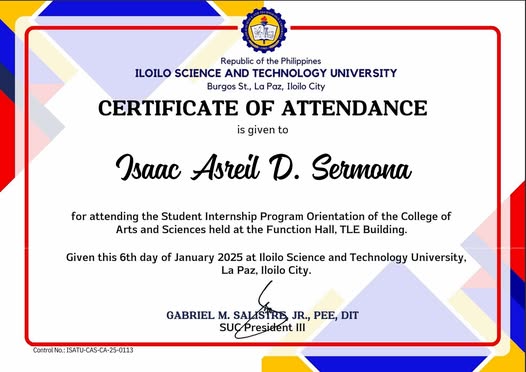 Republic of the Philippines
ILOILO SCIENCE AND TECHNOLOGY UNIVERSITY
Burgos St., La Paz, Iloilo City
CERTIFICATE OF ATTENDANCE
is given to
Isaac Asreil D. Sermona
for attending the Student Internship Program Orientation of the College of
Arts and Sciences held at the Function Hall, TLE Building.
Given this 6th day of January 2025 at Iloilo Science and Technology University,
La Paz, Iloilo City.
GABRIEL M. SALISTRE, JR., PEE, DIT
SUC President III
Control No.: ISATU-CAS-CA-25-0113